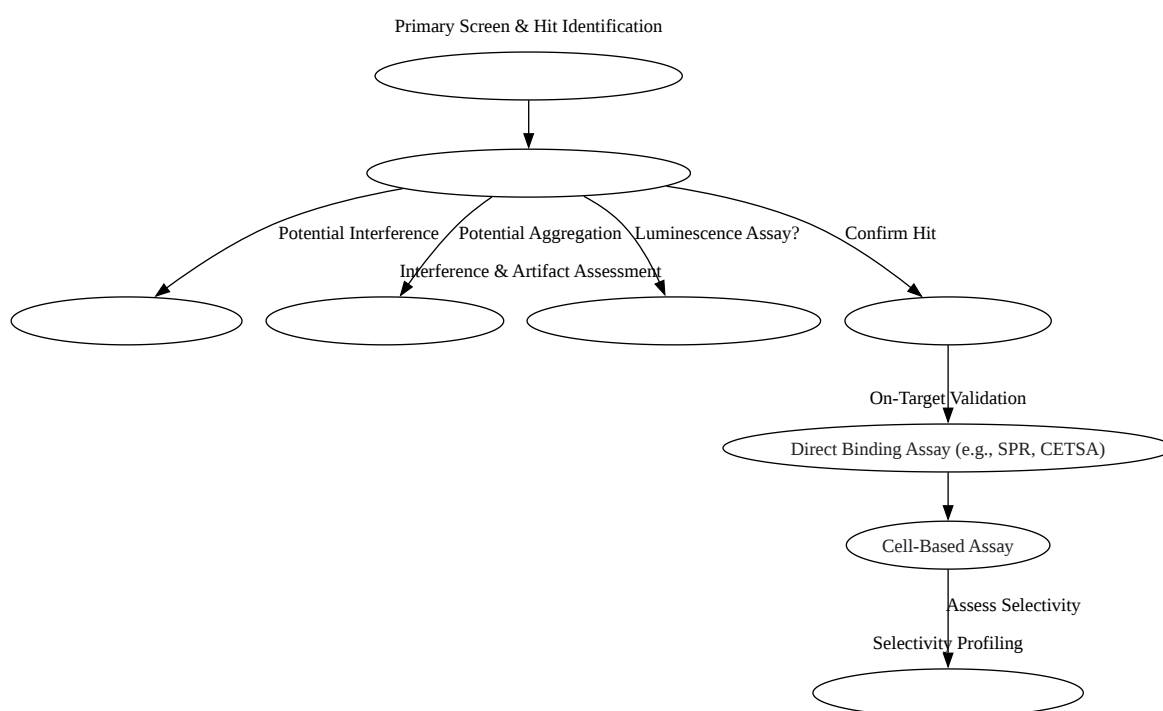 Primary Screen & Hit Identification
Potential Interference
Potential Aggregation
Luminescence Assay?
Confirm Hit
Interference & Artifact Assessment
On-Target Validation
Direct Binding Assay (e.g., SPR, CETSA)
Cell-Based Assay
Assess Selectivity
Selectivity Profiling